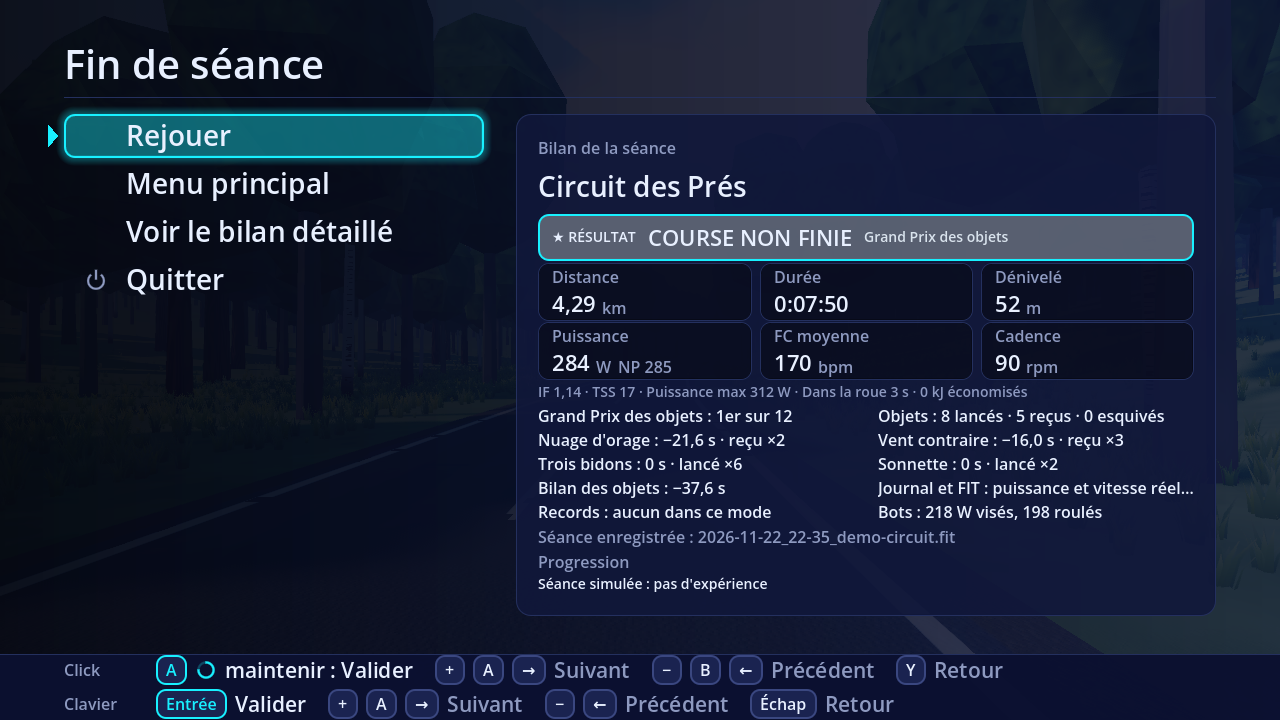 Fin de séance
Rejouer
Menu principal
Voir le bilan détaillé
Quitter
Bilan de la séance
Circuit des Prés
★ RÉSULTAT COURSE NON FINIE Grand Prix des objets
Distance Durée Dénivelé
4,29 km 0:07:50 52 m
Puissance FC moyenne Cadence
284 W NP 285 170 bpm 90 rpm
IF 1,14 · TSS 17 · Puissance max 312 W · Dans la roue 3 s · 0 kJ économisés
Grand Prix des objets : 1er sur 12 Objets : 8 lancés · 5 reçus · 0 esquivés
Nuage d'orage : −21,6 s · reçu ×2 Vent contraire : −16,0 s · reçu ×3
Trois bidons : 0 s · lancé ×6 Sonnette : 0 s · lancé ×2
Bilan des objets : −37,6 s Journal et FIT : puissance et vitesse réel...
Records : aucun dans ce mode Bots : 218 W visés, 198 roulés
Séance enregistrée : 2026-11-22_22-35_demo-circuit.fit
Progression
Séance simulée : pas d'expérience
Click A maintenir : Valider + A → Suivant − B ← Précédent Y Retour
Clavier Entrée Valider + A → Suivant − ← Précédent Échap Retour